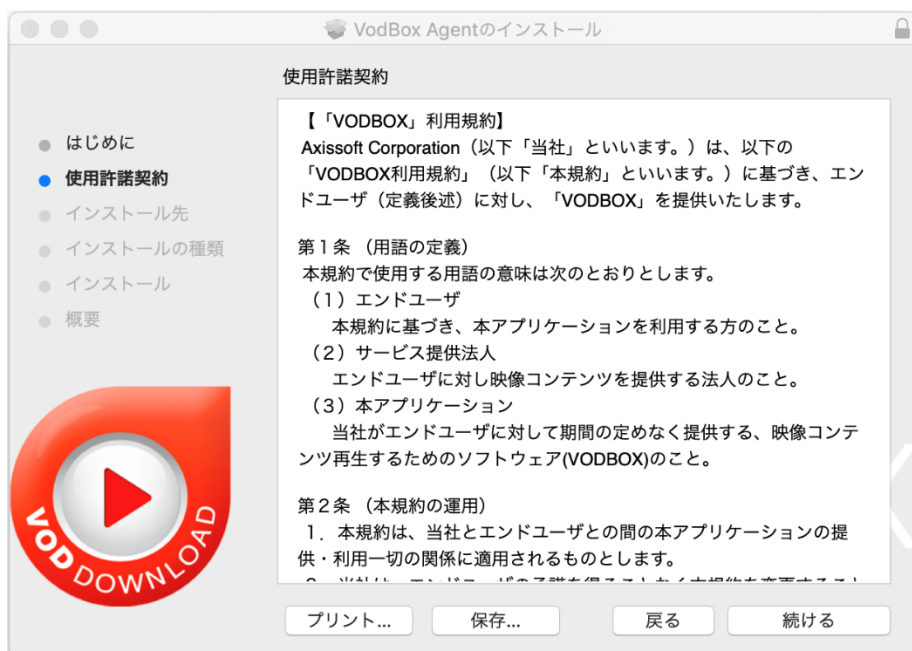 VodBox Agentのインストール
使用許諾契約
はじめに
使用許諾契約
インストール先
インストールの種類
インストール
概要
【「VODBOX」利用規約】
Axissoft Corporation（以下「当社」といいます。）は、以下の
「VODBOX利用規約」（以下「本規約」といいます。）に基づき、エン
ドユーザ（定義後述）に対し、「VODBOX」を提供いたします。
第１条 （用語の定義）
本規約で使用する用語の意味は次のとおりとします。
（１）エンドユーザ
本規約に基づき、本アプリケーションを利用する方のこと。
（２）サービス提供法人
エンドユーザに対し映像コンテンツを提供する法人のこと。
（３）本アプリケーション
当社がエンドユーザに対して期間の定めなく提供する、映像コンテ
ンツ再生するためのソフトウェア(VODBOX)のこと。
第２条 （本規約の運用）
１．本規約は、当社とエンドユーザとの間の本アプリケーションの提
供・利用一切の関係に適用されるものとします。
VOD DOWNLOAD
プリント...
保存...
戻る
続ける